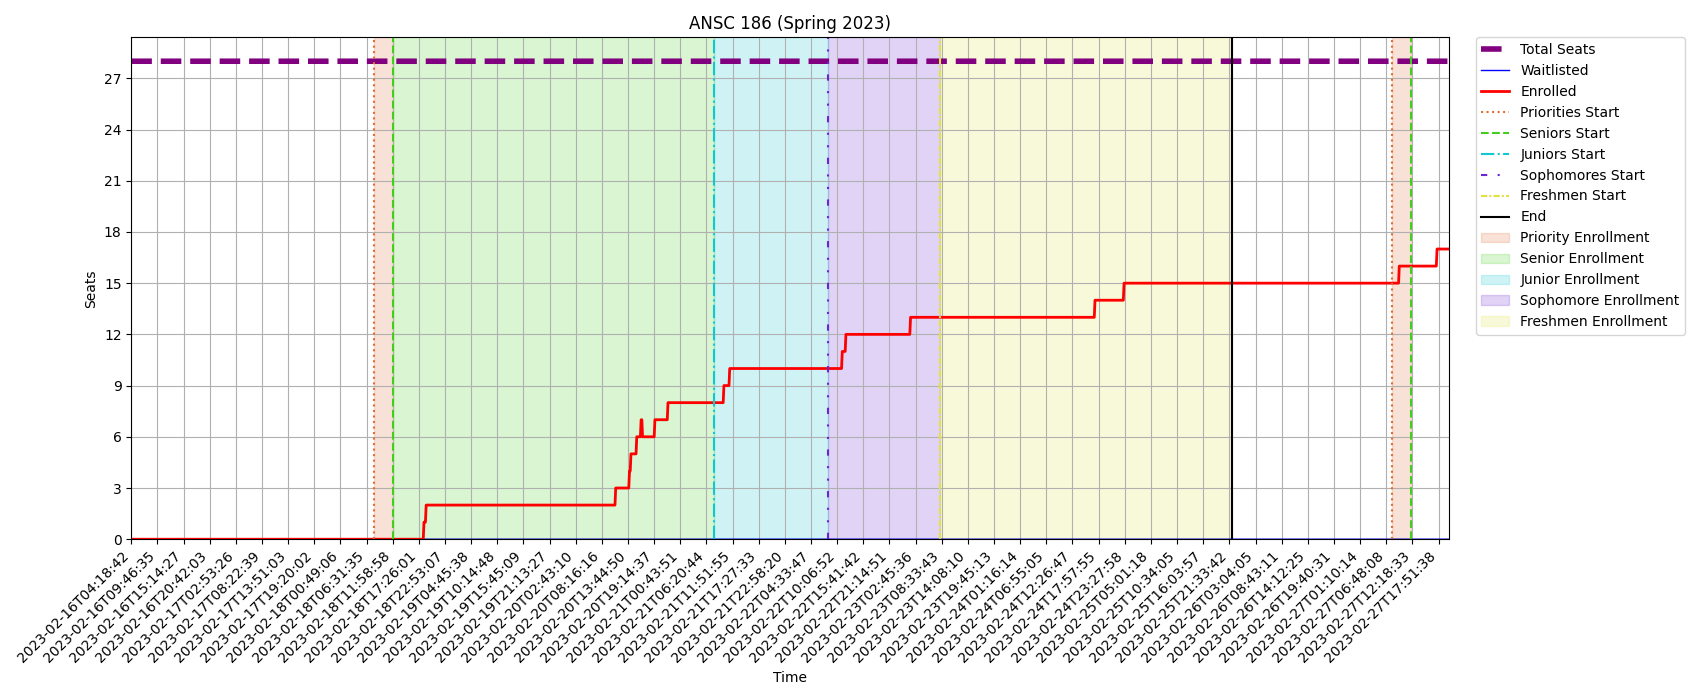 ANSC 186 (Spring 2023)
27
24
21
18
15
12
9
6
3
0
Seats
2023-02-16T04:18:42
2023-02-16T09:46:35
2023-02-16T15:14:27
2023-02-16T20:42:03
2023-02-17T02:53:26
2023-02-17T08:22:39
2023-02-17T13:51:03
2023-02-17T19:20:02
2023-02-18T00:49:06
2023-02-18T06:31:35
2023-02-18T11:58:58
2023-02-18T17:26:01
2023-02-18T22:53:07
2023-02-19T04:45:38
2023-02-19T10:14:48
2023-02-19T15:45:09
2023-02-19T21:13:27
2023-02-20T02:43:10
2023-02-20T08:16:16
2023-02-20T13:44:50
2023-02-20T19:14:37
2023-02-21T00:43:51
2023-02-21T06:20:44
2023-02-21T11:51:55
2023-02-21T17:27:33
2023-02-21T22:58:20
2023-02-22T04:33:47
2023-02-22T10:06:52
2023-02-22T15:41:42
2023-02-22T21:14:51
2023-02-23T02:45:36
2023-02-23T08:33:43
2023-02-23T14:08:10
2023-02-23T19:45:13
2023-02-24T01:16:14
2023-02-24T06:55:05
2023-02-24T12:26:47
2023-02-24T17:57:55
2023-02-24T23:27:58
2023-02-25T05:01:18
2023-02-25T10:34:05
2023-02-25T16:03:57
2023-02-25T21:33:42
2023-02-26T03:04:05
2023-02-26T08:43:11
2023-02-26T14:12:25
2023-02-26T19:40:31
2023-02-27T01:10:14
2023-02-27T06:48:08
2023-02-27T12:18:33
2023-02-27T17:51:38
Time
Total Seats
Waitlisted
Enrolled
Priorities Start
Seniors Start
Juniors Start
Sophomores Start
Freshmen Start
End
Priority Enrollment
Senior Enrollment
Junior Enrollment
Sophomore Enrollment
Freshmen Enrollment